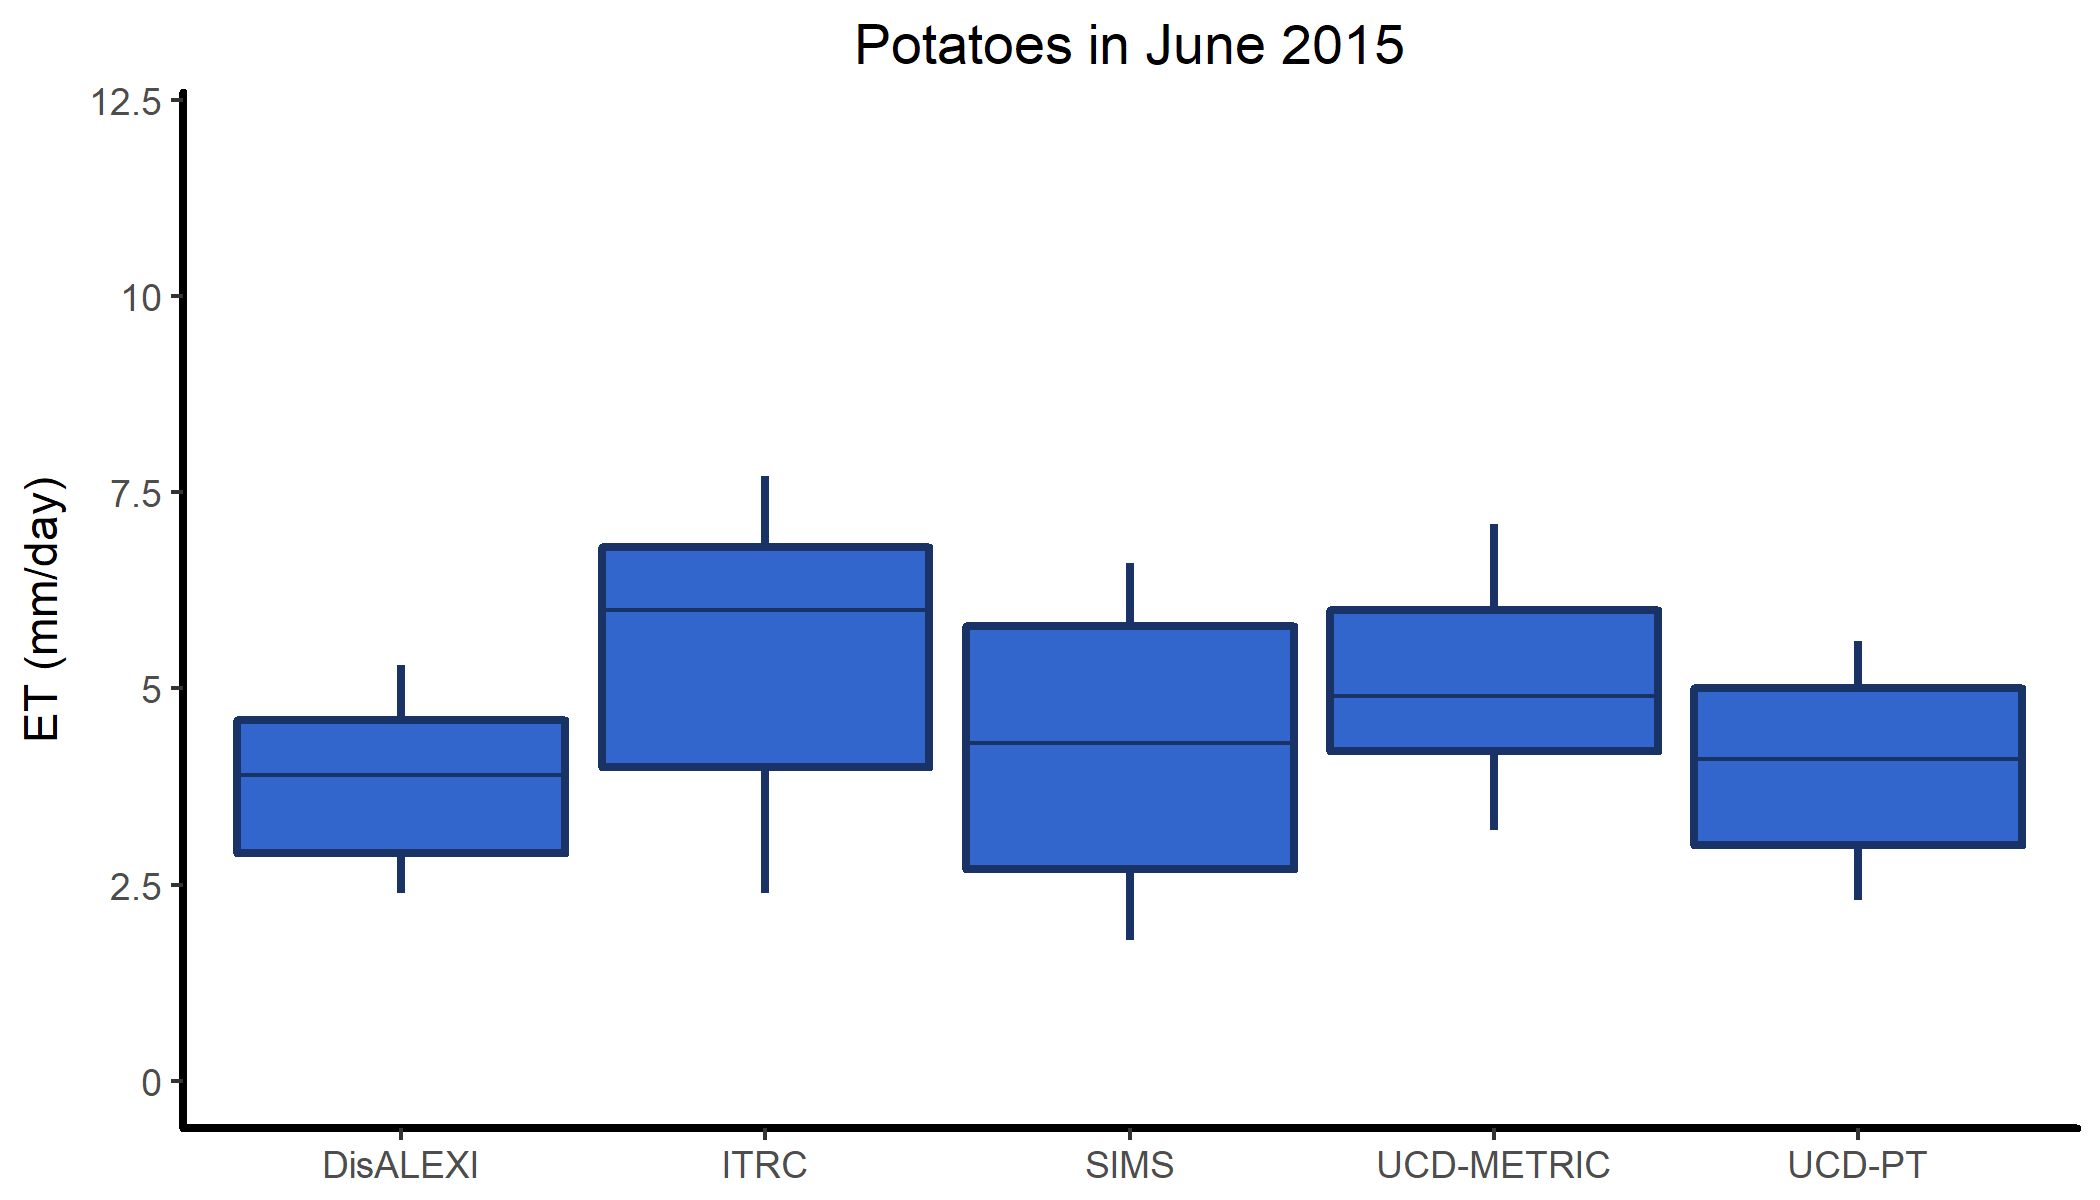 Potatoes in June 2015
ET (mm/day)
12.5
10
7.5
5
2.5
0
DisALEXI
ITRC
SIMS
UCD-METRIC
UCD-PT